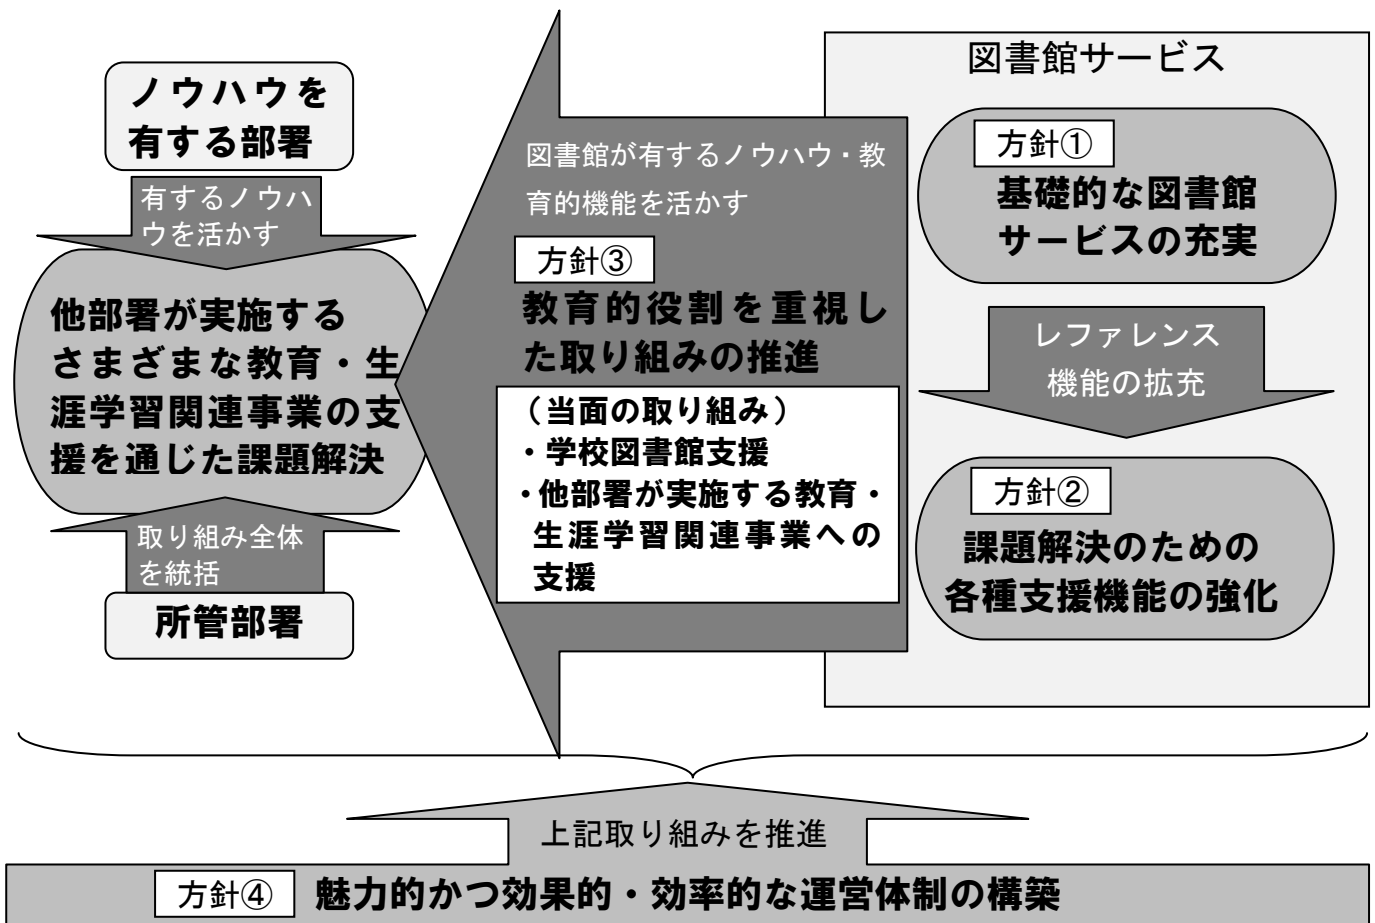 ノウハウを
有する部署
有するノウハ
ウを活かす
他部署が実施する
さまざまな教育・生
涯学習関連事業の支
援を通じた課題解決
取り組み全体
を統括
所管部署
図書館が有するノウハウ・教
育的機能を活かす
方針③
教育的役割を重視し
た取り組みの推進
（当面の取り組み）
・学校図書館支援
・他部署が実施する教育・
生涯学習関連事業への
支援
図書館サービス
方針①
基礎的な図書館
サービスの充実
レファレンス
機能の拡充
方針②
課題解決のための
各種支援機能の強化
上記取り組みを推進
方針④ 魅力的かつ効果的・効率的な運営体制の構築